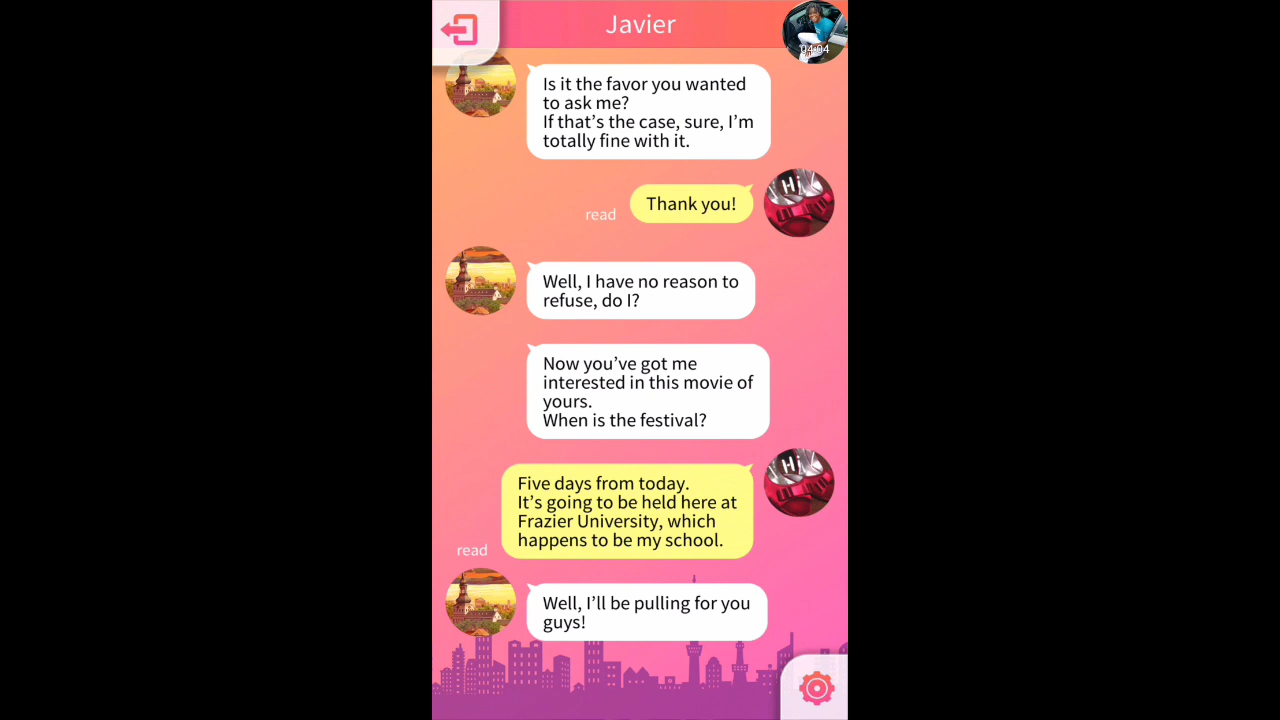 Javier
04:04
Is it the favor you wanted
to ask me?
If that's the case, sure, I'm
totally fine with it.
Hi
Thank you!
read
Well, I have no reason to
refuse, do I?
Now you've got me
interested in this movie of
yours.
When is the festival?
Hi
Five days from today.
It's going to be held here at
Frazier University, which
happens to be my school.
read
Well, I'll be pulling for you
guys!